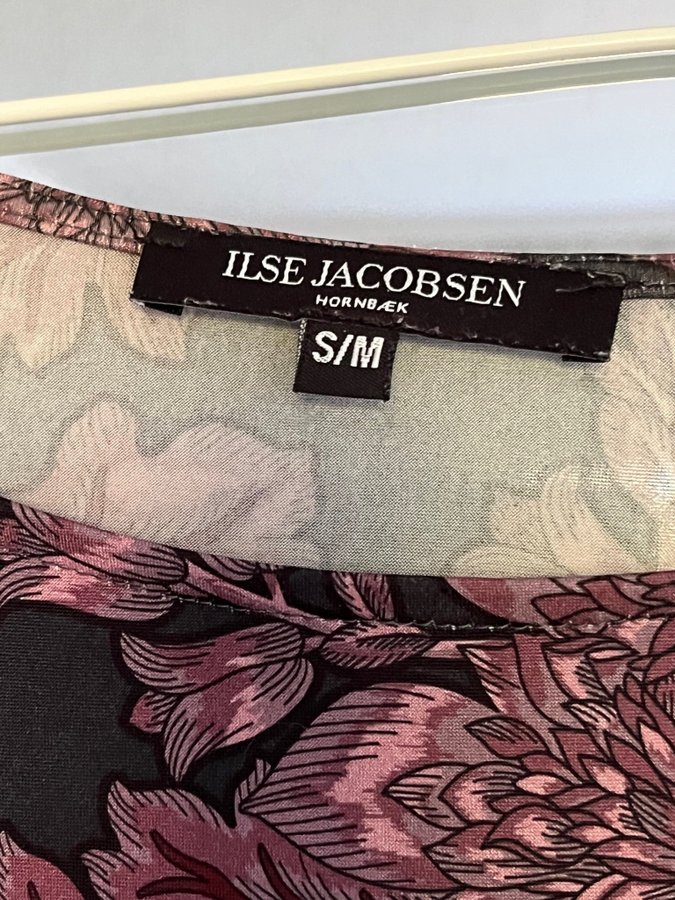 ILSE JACOBSEN
HORNBÆK
S/M